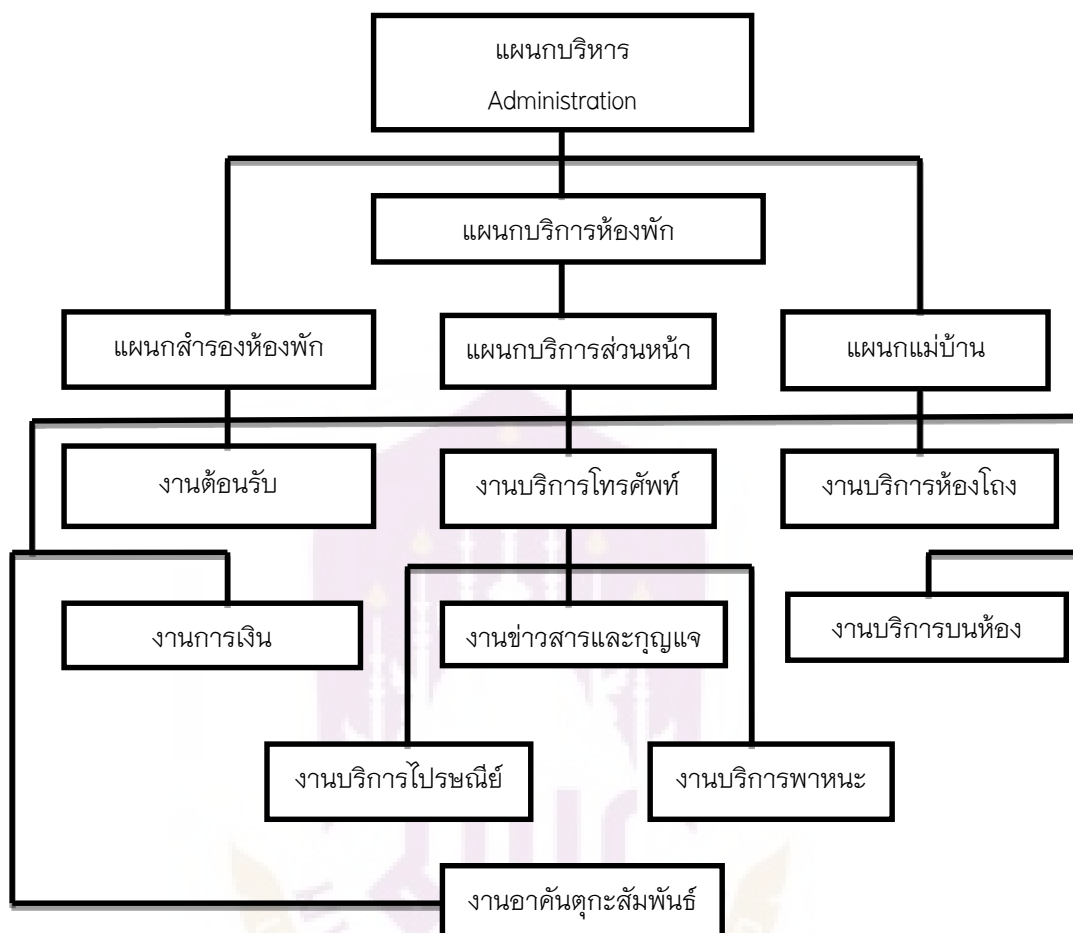 แผนกบริหาร
Administration
แผนกบริการห้องพัก
แผนกสำรองห้องพัก
แผนกบริการส่วนหน้า
แผนกแม่บ้าน
งานต้อนรับ
งานบริการโทรศัพท์
งานบริการห้องโถง
งานการเงิน
งานข่าวสารและกุญแจ
งานบริการบนห้อง
งานบริการไปรษณีย์
งานบริการพาหนะ
งานอาคันตุกะสัมพันธ์